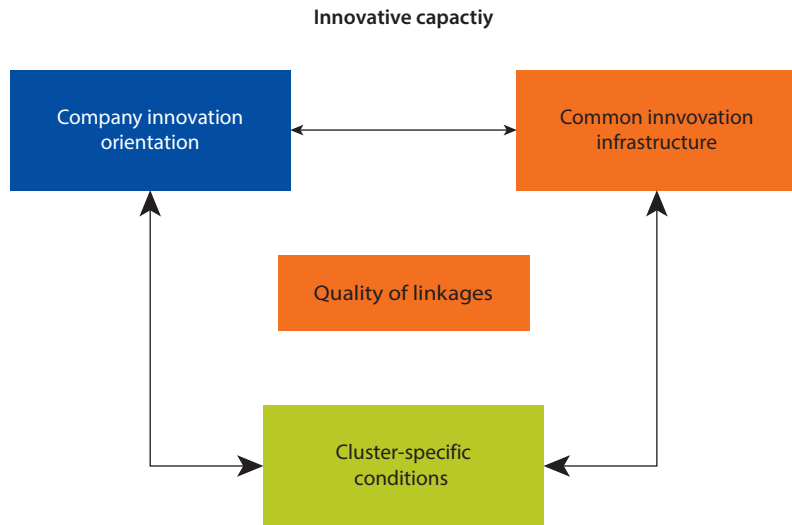 Innovative capactiy
Company innovation
orientation
Common innvovation
infrastructure
Quality of linkages
Cluster-specific
conditions